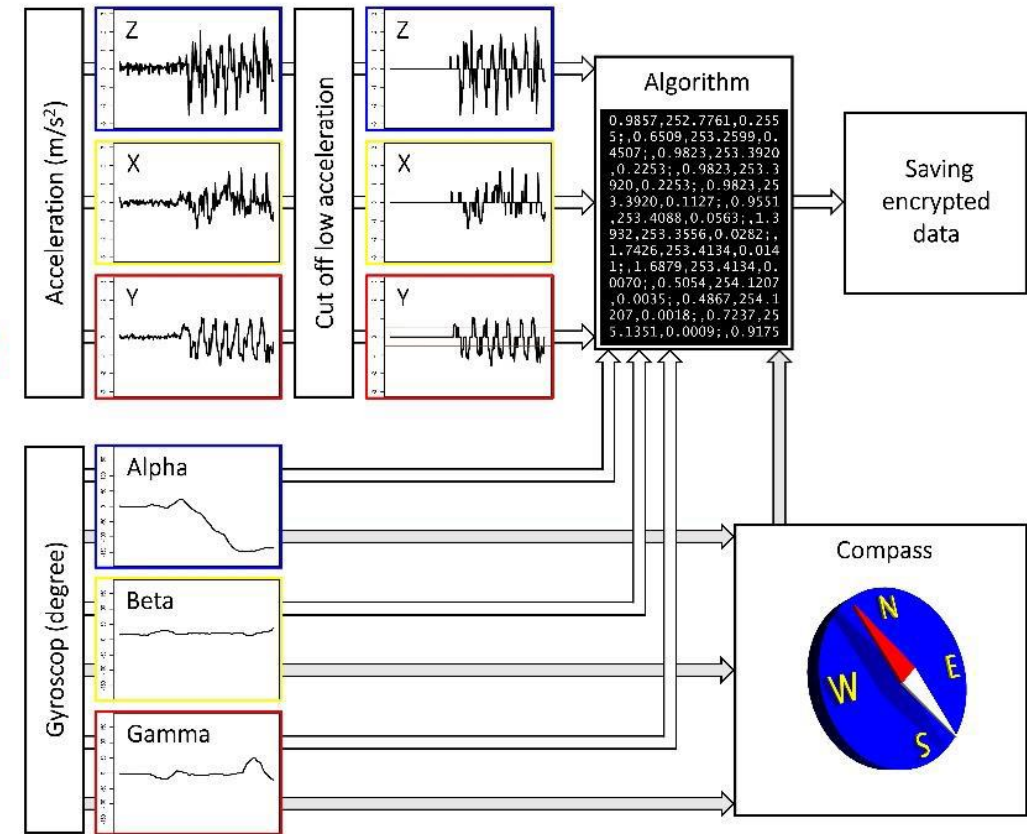 Acceleration (m/s²)
Z
X
Y
Cut off low acceleration
Z
X
Y
Algorithm
0.9857,252.7761,0.255
5;,0.6509,253.2599,0.
4507;,0.9823,253.3920
,0.2253;,0.9823,253.3
920,0.2253;,0.9823,25
3.3920,0.1127;,0.9551
,253.4088,0.0563;,1.3
932,253.3556,0.0282;,
1.7426,253.4134,0.014
1;,1.6879,253.4134,0.
0070;,0.5054,254.1207
,0.0035;,0.4867,254.1
207,0.0018;,0.7237,25
5.1351,0.0009;,0.9175
Saving
encrypted
data
Gyroscop (degree)
Alpha
Beta
Gamma
Compass
N
E
W
S